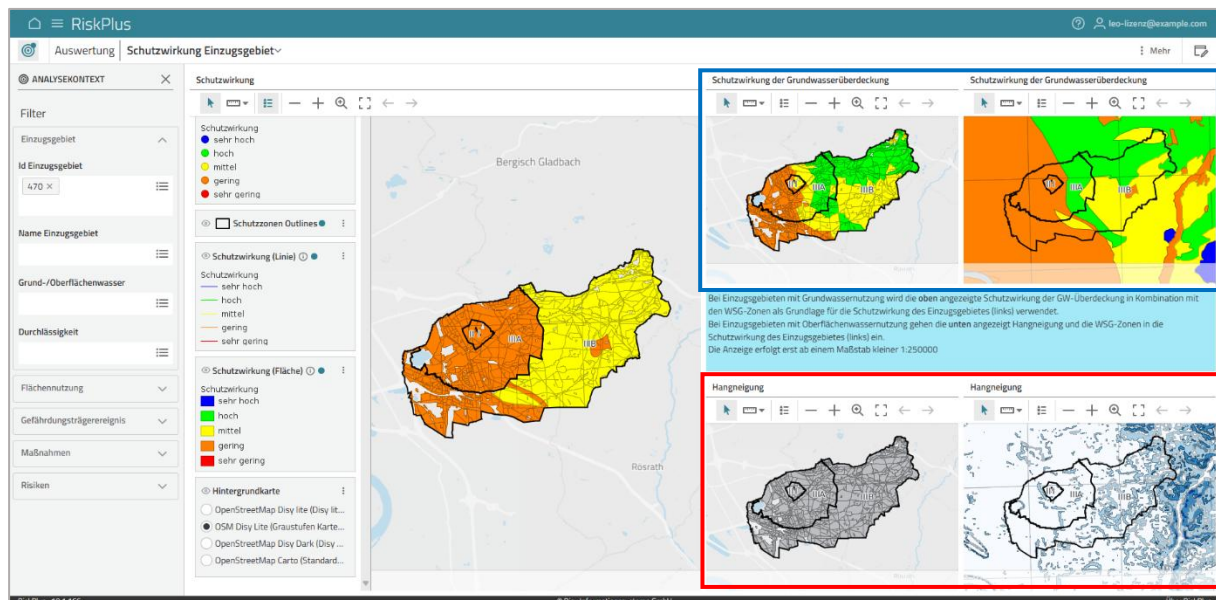 RiskPlus
leo-lizenz@example.com
Auswertung Schutzwirkung Einzugsgebiet
Mehr
ANALYSEKONTEXT
Filter
Einzugsgebiet
Id Einzugsgebiet
470 ×
Name Einzugsgebiet
Grund-/Oberflächenwasser
Durchlässigkeit
Flächennutzung
Gefährdungsträgerereignis
Maßnahmen
Risiken
Schutzwirkung
Schutzwirkung
sehr hoch
hoch
mittel
gering
sehr gering
Schutzzonen Outlines
Schutzwirkung (Linie)
Schutzwirkung
sehr hoch
hoch
mittel
gering
sehr gering
Schutzwirkung (Fläche)
Schutzwirkung
sehr hoch
hoch
mittel
gering
sehr gering
Hintergrundkarte
OpenStreetMap Disy lite (Disy lit...
OSM Disy Lite (Graustufen Karte...
OpenStreetMap Disy Dark (Disy ...
OpenStreetMap Carto (Standard...
Bergisch Gladbach
IIIA
IIIB
Rösrath
Schutzwirkung der Grundwasserüberdeckung
IIIA
IIIB
Rösrath
Schutzwirkung der Grundwasserüberdeckung
IIIA
IIIB
Bei Einzugsgebieten mit Grundwassernutzung wird die oben angezeigte Schutzwirkung der GW-Überdeckung in Kombination mit
den WSG-Zonen als Grundlage für die Schutzwirkung des Einzugsgebietes (links) verwendet.
Bei Einzugsgebieten mit Oberflächenwassernutzung gehen die unten angezeigt Hangneigung und die WSG-Zonen in die
Schutzwirkung des Einzugsgebietes (links) ein.
Die Anzeige erfolgt erst ab einem Maßstab kleiner 1:250000
Hangneigung
IIIA
IIIB
Rösrath
Hangneigung
IIIA
IIIB